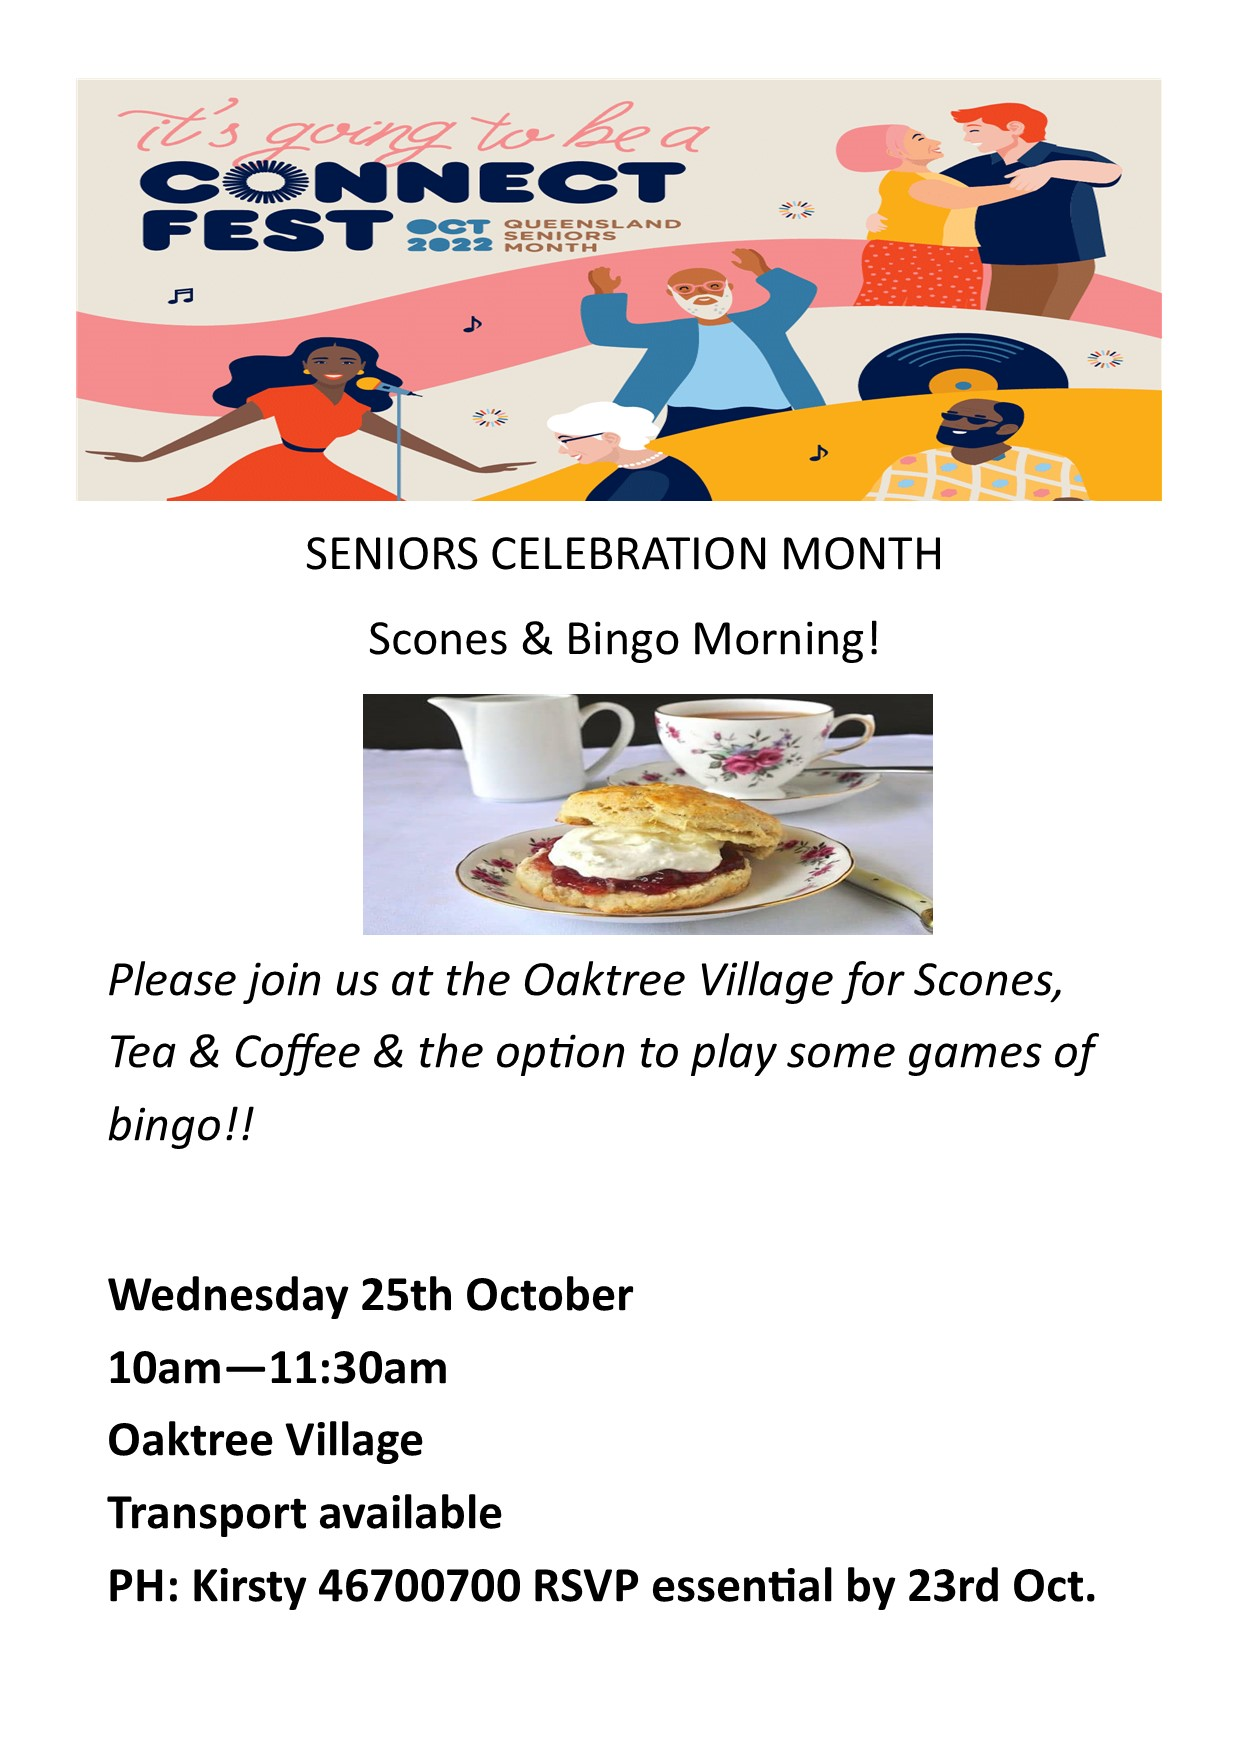 it's going to be a
CONNECT
FEST OCT 2022 QUEENSLAND SENIORS MONTH
SENIORS CELEBRATION MONTH
Scones & Bingo Morning!
Please join us at the Oaktree Village for Scones,
Tea & Coffee & the option to play some games of
bingo!!
Wednesday 25th October
10am—11:30am
Oaktree Village
Transport available
PH: Kirsty 46700700 RSVP essential by 23rd Oct.